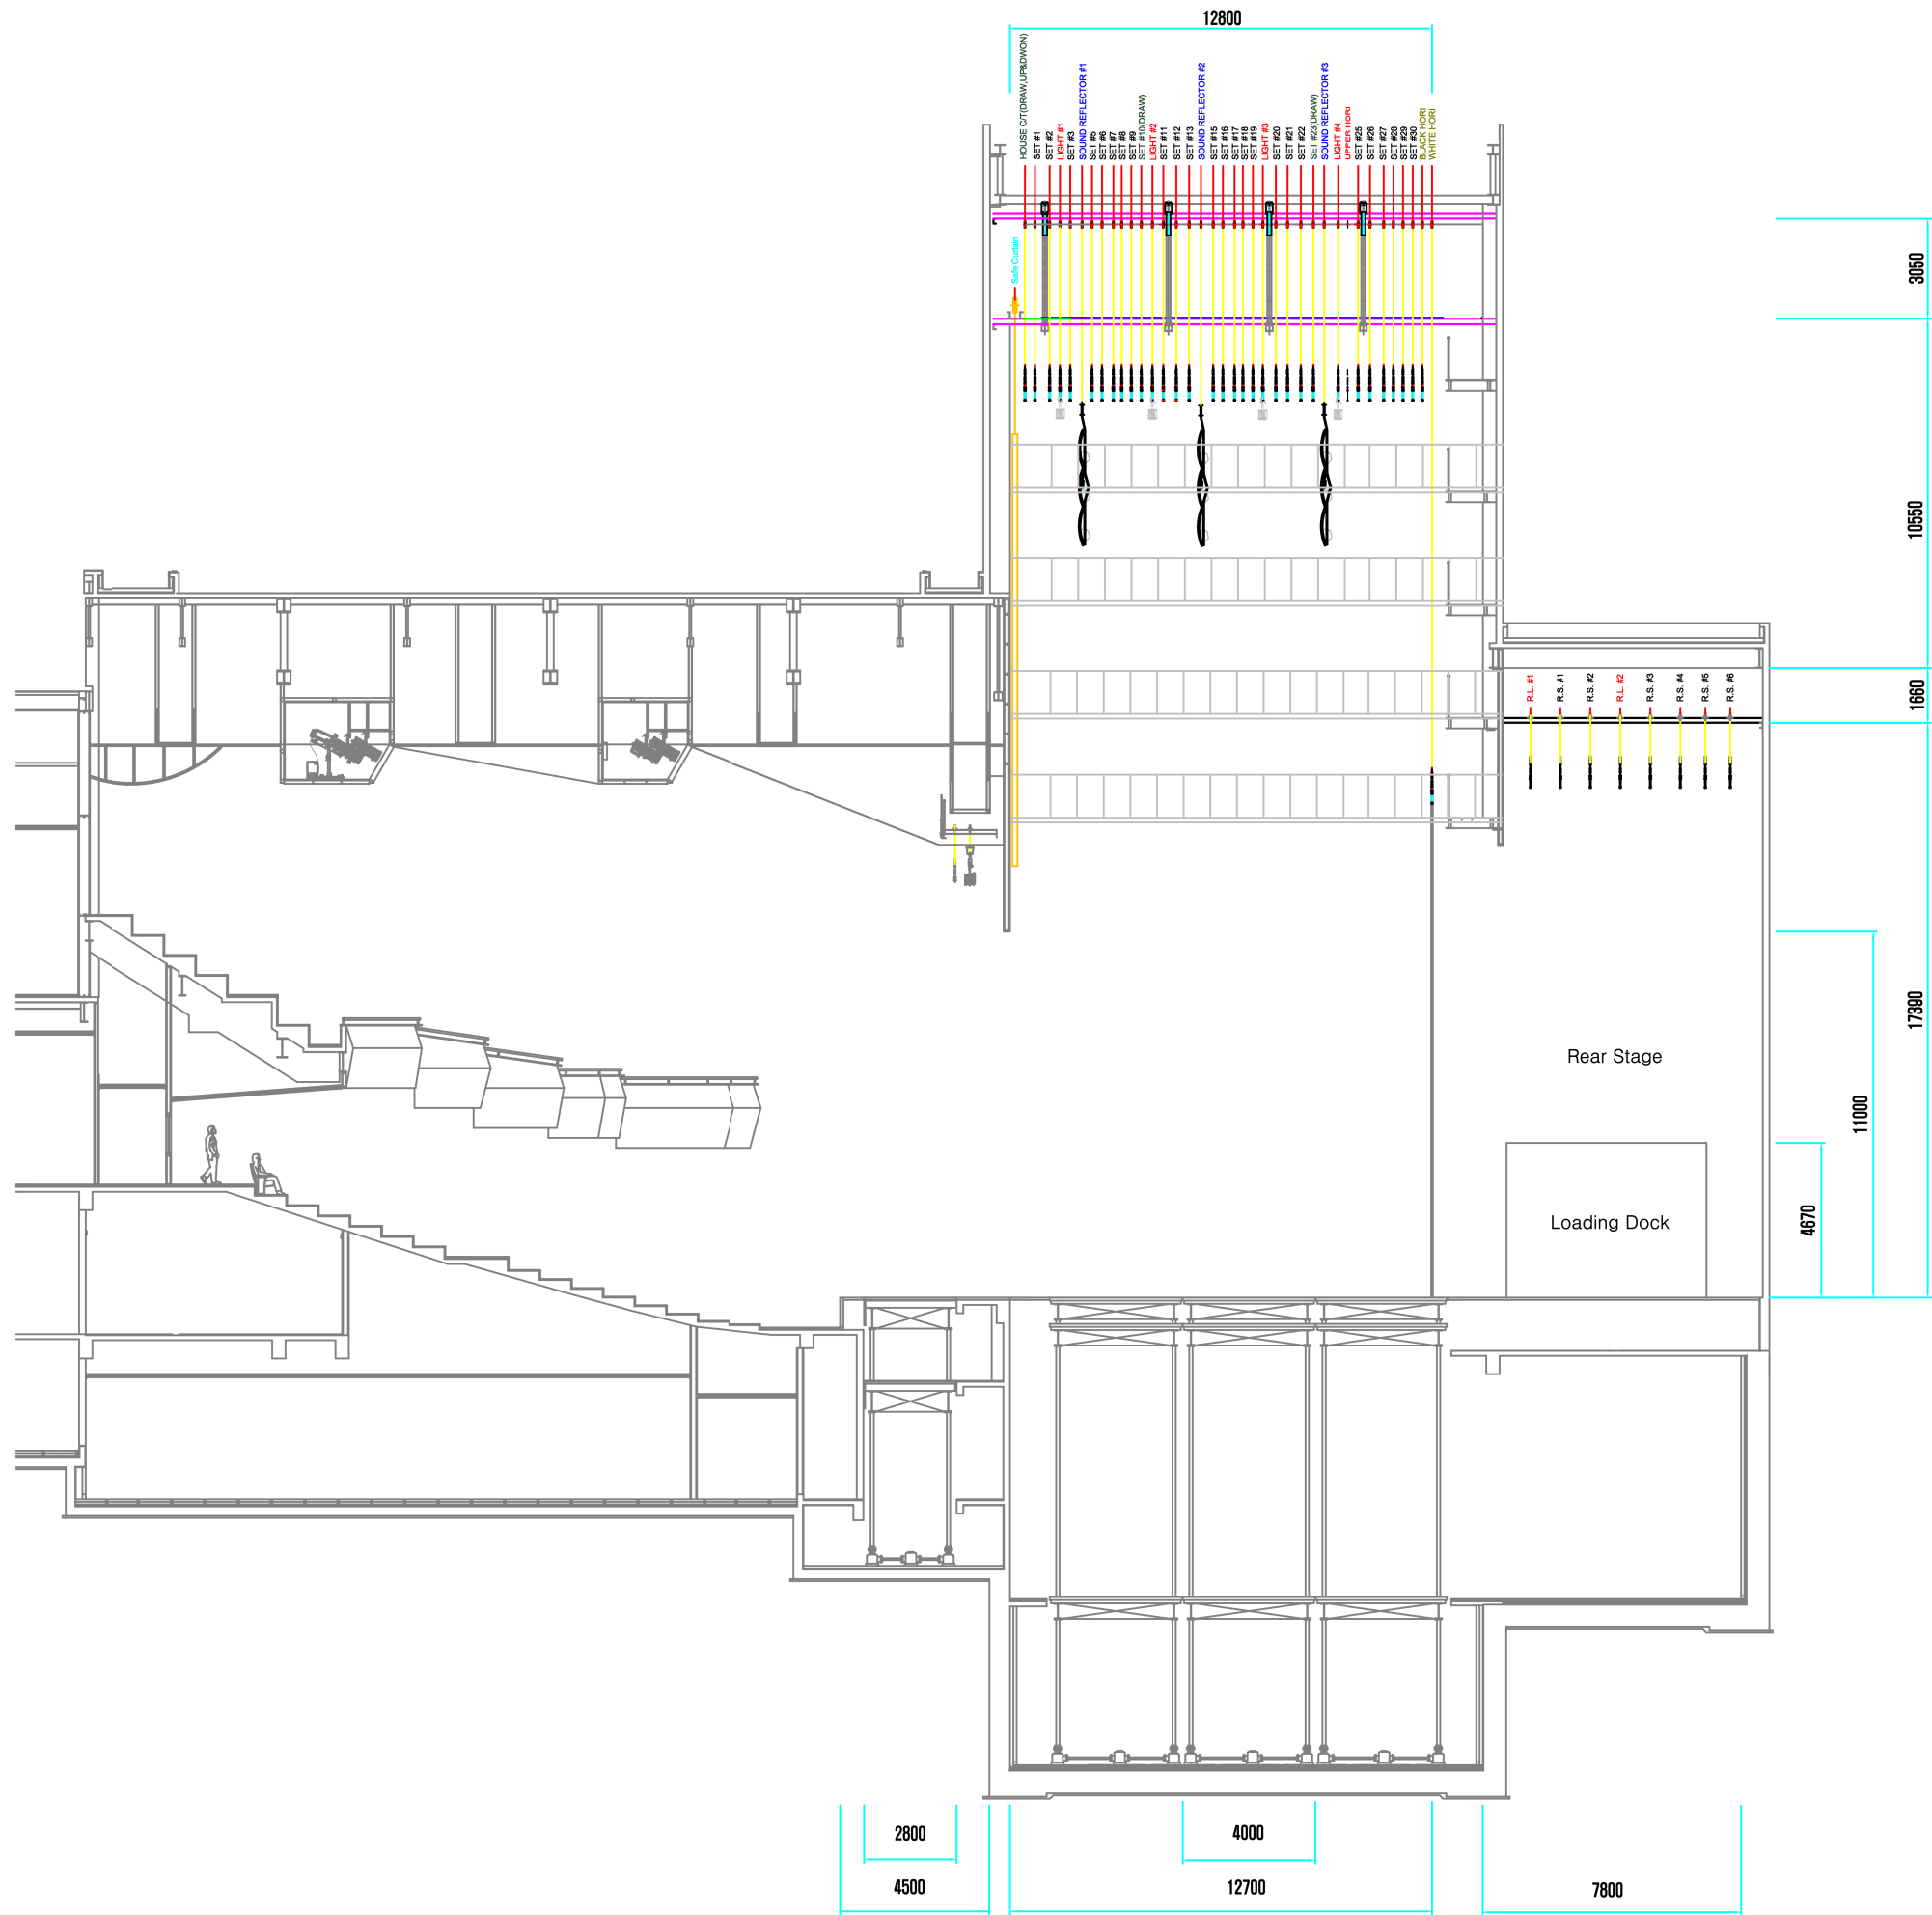 12800
HOUSE C/T(DRAW,UP&DWON)
SET #1
SET #2
LIGHT #1
SET #3
SOUND REFLECTOR #1
SET #5
SET #6
SET #7
SET #8
SET #9
SET #10(DRAW)
LIGHT #2
SET #11
SET #12
SET #13
SOUND REFLECTOR #2
SET #15
SET #16
SET #17
SET #18
SET #19
LIGHT #3
SET #20
SET #21
SET #22
SET #23(DRAW)
SOUND REFLECTOR #3
LIGHT #4
UPPER HORI
SET #25
SET #26
SET #27
SET #28
SET #29
SET #30
BLACK HORI
WHITE HORI
Safe Curtain
3050
10550
1660
R.L. #1
R.S. #1
R.S. #2
R.L. #2
R.S. #3
R.S. #4
R.S. #5
R.S. #6
17390
Rear Stage
11000
4670
Loading Dock
2800
4000
4500
12700
7800